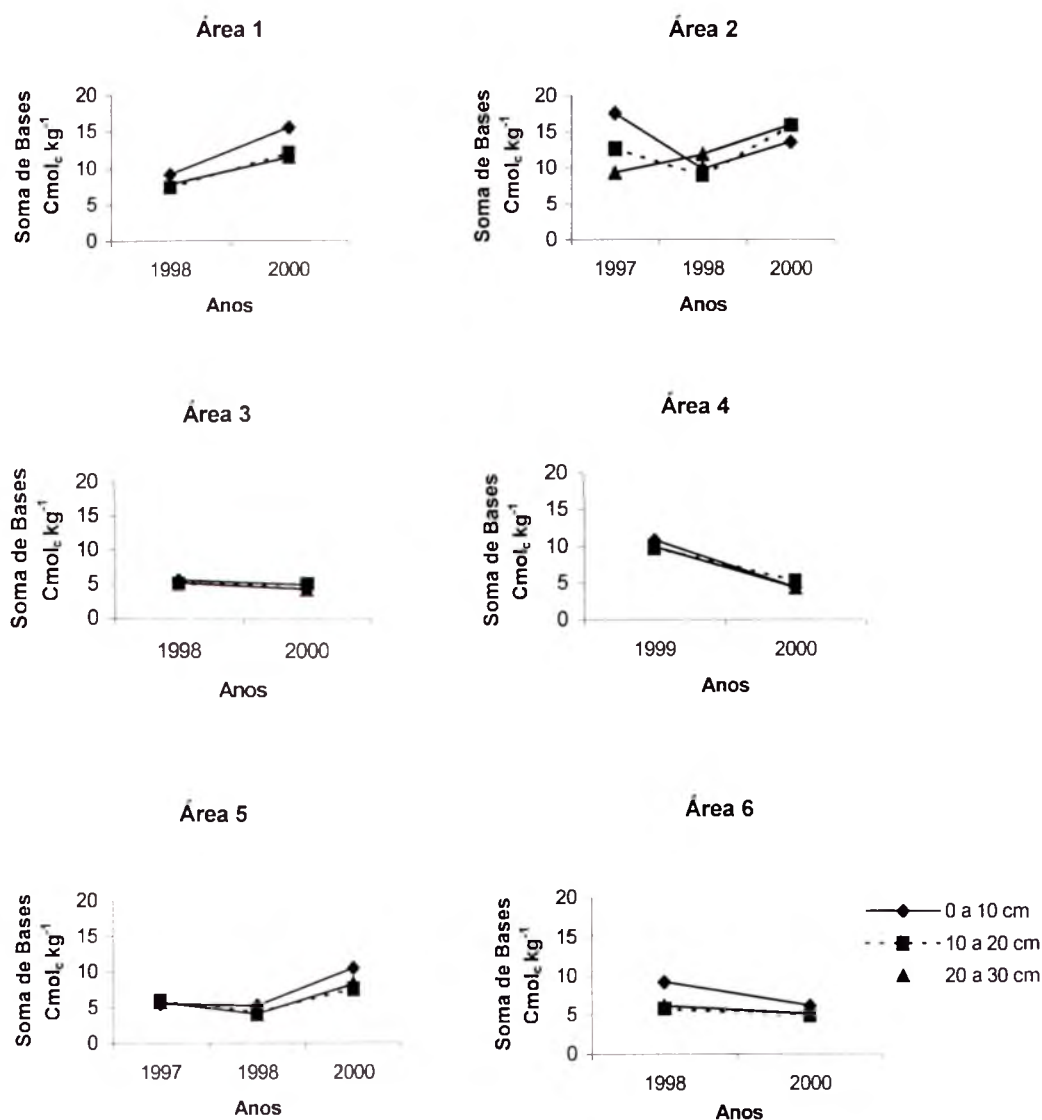 Área 1
Soma de Bases
Cmolc kg-1
20
15
10
5
0
1998 2000
Anos
Área 2
Soma de Bases
Cmolc kg-1
20
15
10
5
0
1997 1998 2000
Anos
Área 3
Soma de Bases
Cmolc kg-1
20
15
10
5
0
1998 2000
Anos
Área 4
Soma de Bases
Cmolc kg-1
20
15
10
5
0
1999 2000
Anos
Área 5
Soma de Bases
Cmolc kg-1
20
15
10
5
0
1997 1998 2000
Anos
Área 6
Soma de Bases
Cmolc kg-1
20
15
10
5
0
1998 2000
Anos
0 a 10 cm
10 a 20 cm
20 a 30 cm